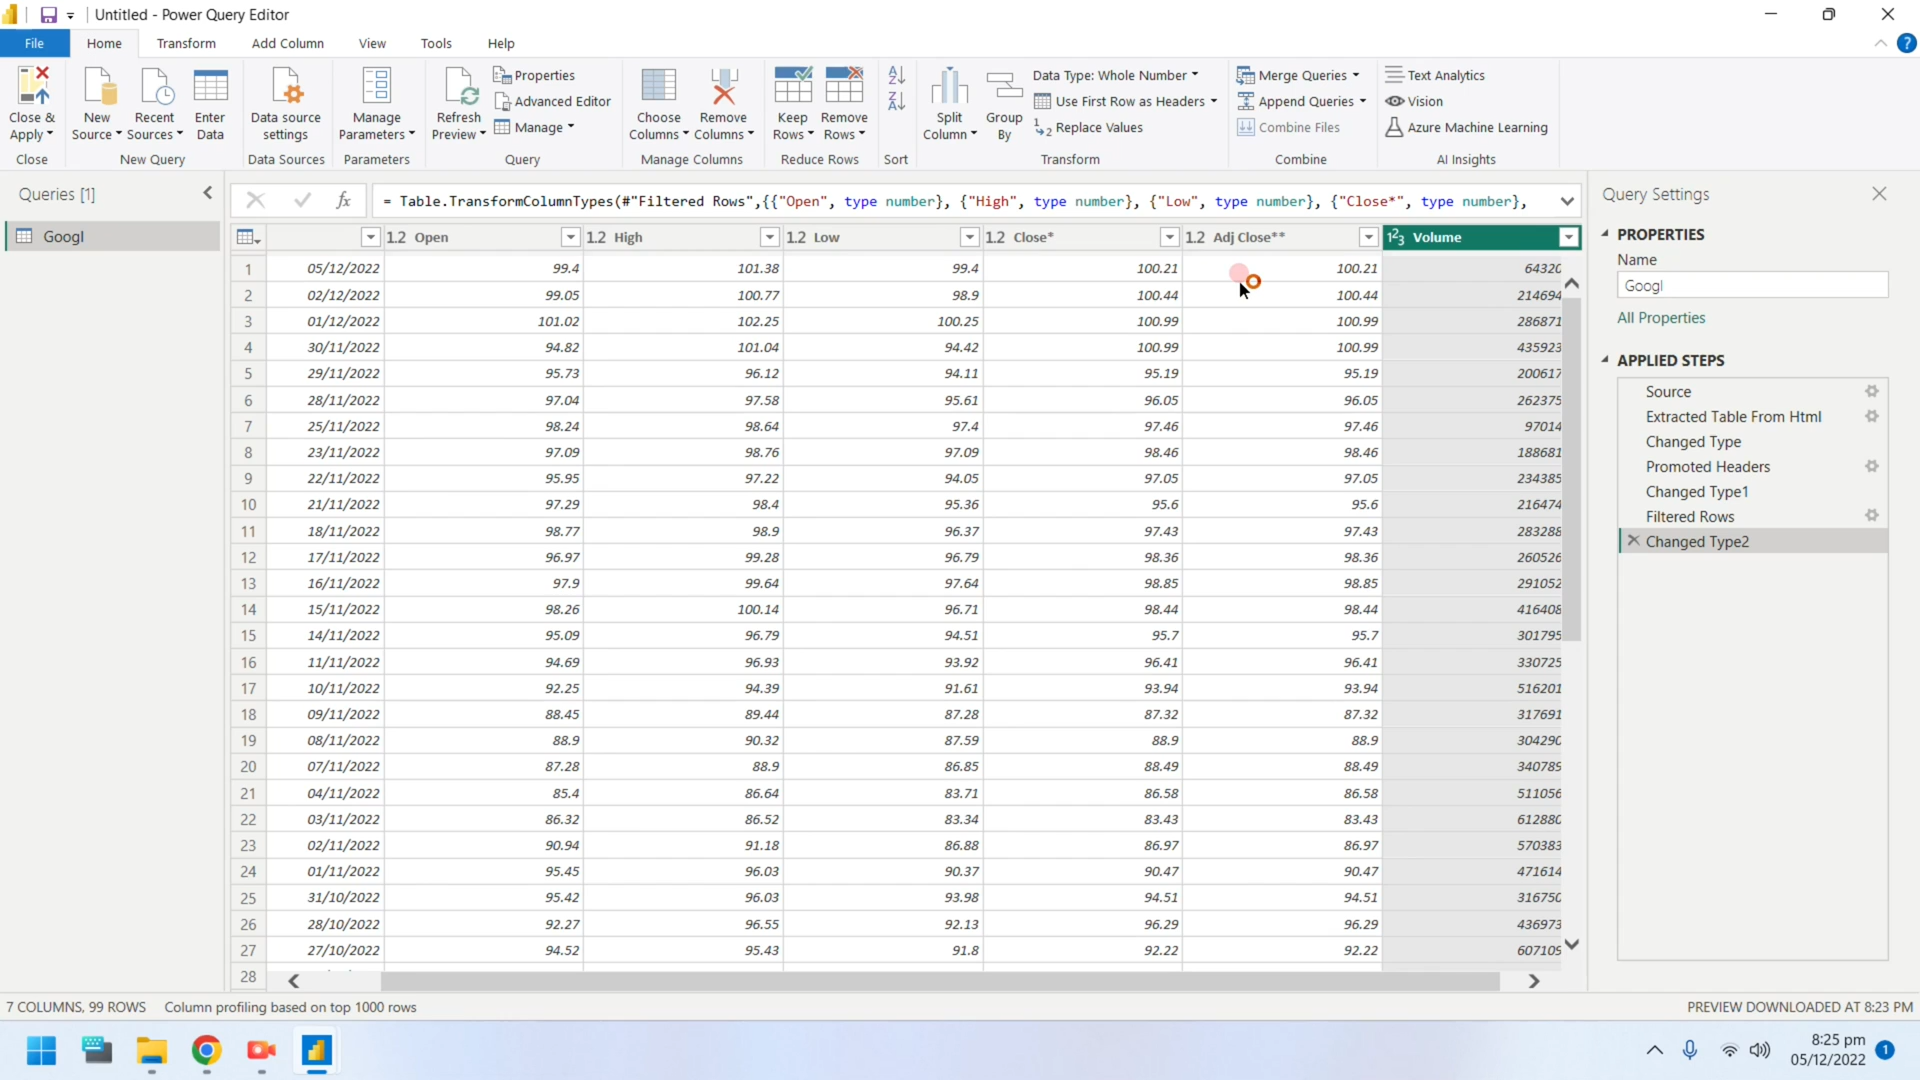 Untitled - Power Query Editor
File Home Transform Add Column View Tools Help
Close & Apply
New Source
Recent Sources
Enter Data
Data source settings
Manage Parameters
Refresh Preview
Properties
Advanced Editor
Manage
Choose Columns
Remove Columns
Keep Rows
Remove Rows
Split Column
Group By
Data Type: Whole Number
Use First Row as Headers
Replace Values
Merge Queries
Append Queries
Combine Files
Text Analytics
Vision
Azure Machine Learning
Close New Query Data Sources Parameters Query Manage Columns Reduce Rows Sort Transform Combine AI Insights
Queries [1]
Googl
= Table.TransformColumnTypes(#"Filtered Rows",{{"Open", type number}, {"High", type number}, {"Low", type number}, {"Close*", type number},
1.2 Open 1.2 High 1.2 Low 1.2 Close* 1.2 Adj Close** 123 Volume
1 05/12/2022 99.4 101.38 99.4 100.21 100.21 64320
2 02/12/2022 99.05 100.77 98.9 100.44 100.44 214694
3 01/12/2022 101.02 102.25 100.25 100.99 100.99 286871
4 30/11/2022 94.82 101.04 94.42 100.99 100.99 435923
5 29/11/2022 95.73 96.12 94.11 95.19 95.19 200617
6 28/11/2022 97.04 97.58 95.61 96.05 96.05 262375
7 25/11/2022 98.24 98.64 97.4 97.46 97.46 97014
8 23/11/2022 97.09 98.76 97.09 98.46 98.46 188681
9 22/11/2022 95.95 97.22 94.05 97.05 97.05 234385
10 21/11/2022 97.29 98.4 95.36 95.6 95.6 216474
11 18/11/2022 98.77 98.9 96.37 97.43 97.43 283288
12 17/11/2022 96.97 99.28 96.79 98.36 98.36 260526
13 16/11/2022 97.9 99.64 97.64 98.85 98.85 291052
14 15/11/2022 98.26 100.14 96.71 98.44 98.44 416408
15 14/11/2022 95.09 96.79 94.51 95.7 95.7 301795
16 11/11/2022 94.69 96.93 93.92 96.41 96.41 330725
17 10/11/2022 92.25 94.39 91.61 93.94 93.94 516201
18 09/11/2022 88.45 89.44 87.28 87.32 87.32 317691
19 08/11/2022 88.9 90.32 87.59 88.9 88.9 304290
20 07/11/2022 87.28 88.9 86.85 88.49 88.49 340789
21 04/11/2022 85.4 86.64 83.71 86.58 86.58 511056
22 03/11/2022 86.32 86.52 83.34 83.43 83.43 612880
23 02/11/2022 90.94 91.18 86.88 86.97 86.97 570383
24 01/11/2022 95.45 96.03 90.37 90.47 90.47 471614
25 31/10/2022 95.42 96.03 93.98 94.51 94.51 316750
26 28/10/2022 92.27 96.55 92.13 96.29 96.29 436973
27 27/10/2022 94.52 95.43 91.8 92.22 92.22 607109
28
Query Settings
PROPERTIES
Name
Googl
All Properties
APPLIED STEPS
Source
Extracted Table From Html
Changed Type
Promoted Headers
Changed Type1
Filtered Rows
Changed Type2
7 COLUMNS, 99 ROWS Column profiling based on top 1000 rows
PREVIEW DOWNLOADED AT 8:23 PM
8:25 pm
05/12/2022
1